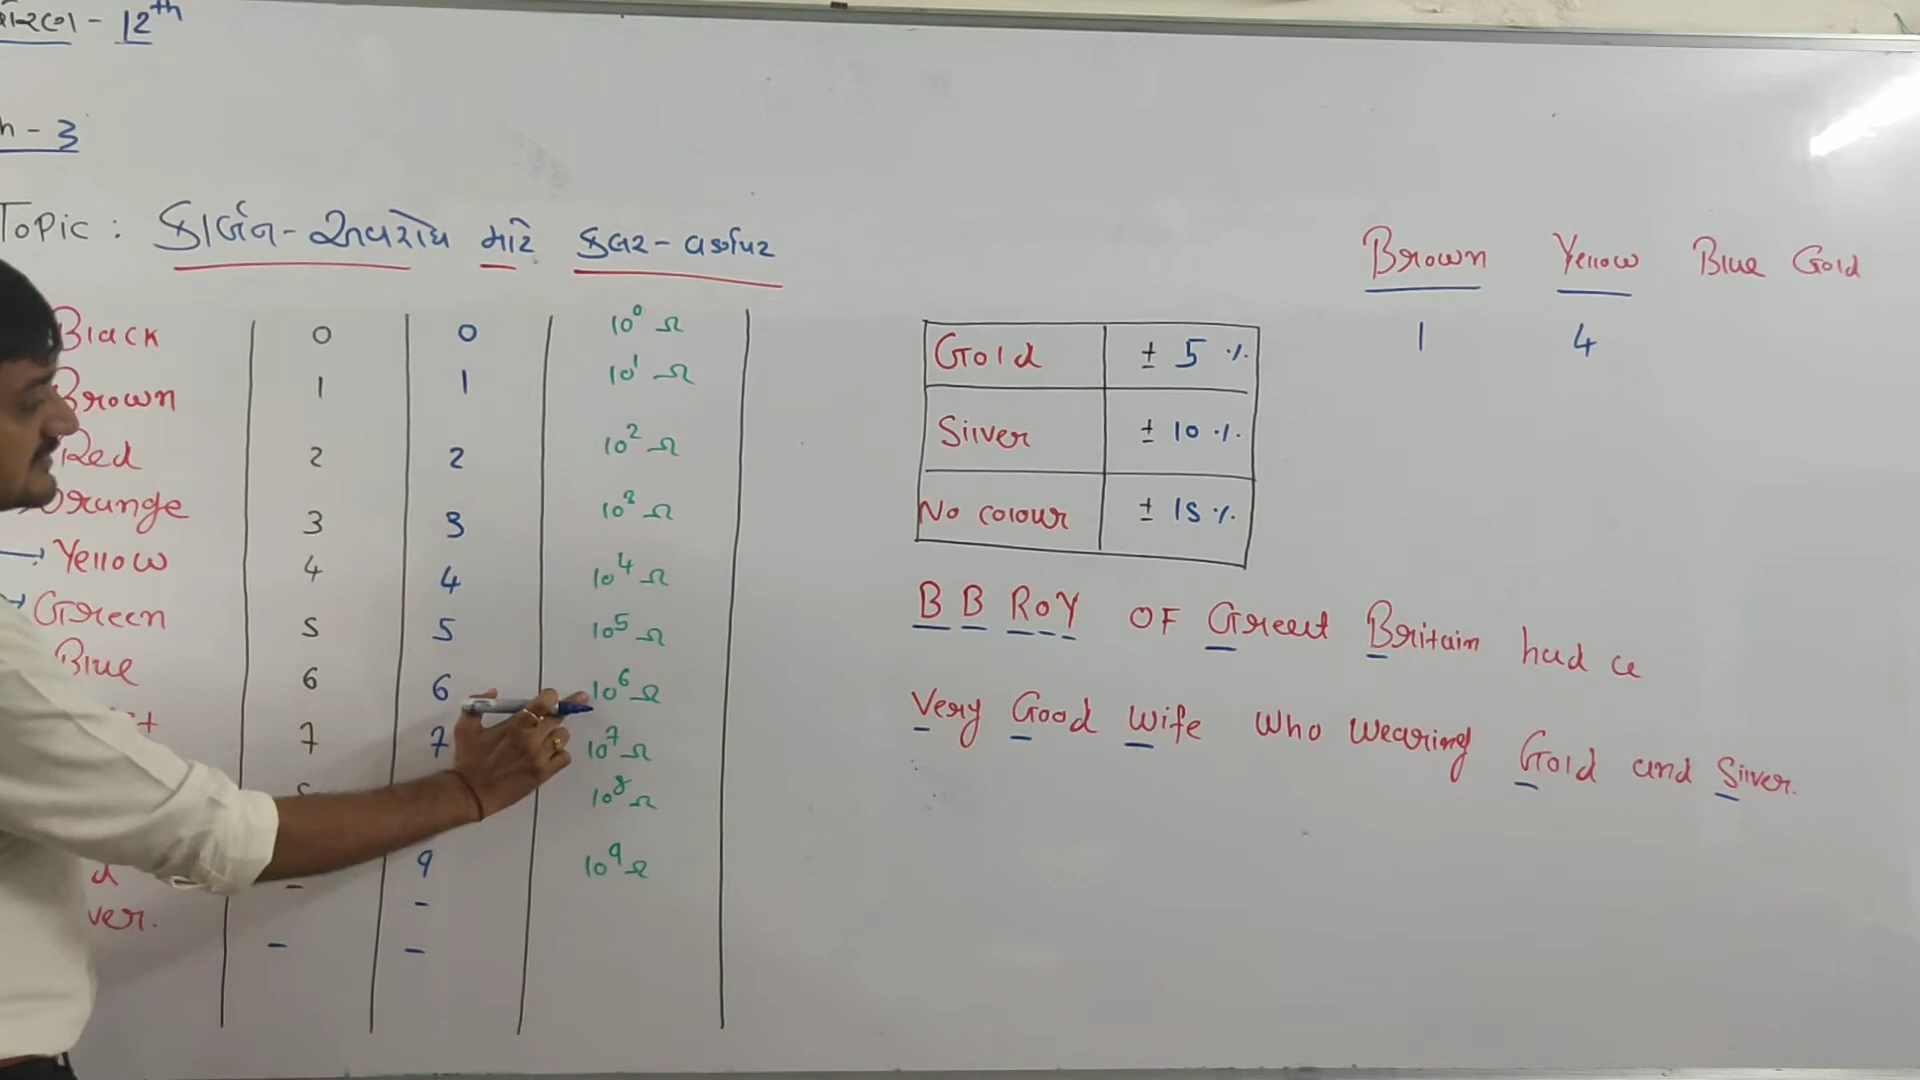 - 12th
- 3
Topic : કાર્બન - અવરોધ માટે કલર -
Black 0 0 10⁰ Ω
Brown 1 1 10¹ Ω
Red 2 2 10² Ω
Orange 3 3 10³ Ω
→ Yellow 4 4 10⁴ Ω
→ Green 5 5 10⁵ Ω
Blue 6 6 10⁶ Ω
7 7 10⁷ Ω
10⁸ Ω
9 10⁹ Ω
- -
ver. - -
Gold ± 5 %
Silver ± 10 %
No colour ± 15 %
Brown Yellow Blue Gold
1 4
B B RoY OF Great Britain had a
Very Good Wife Who Wearing Gold and Silver.